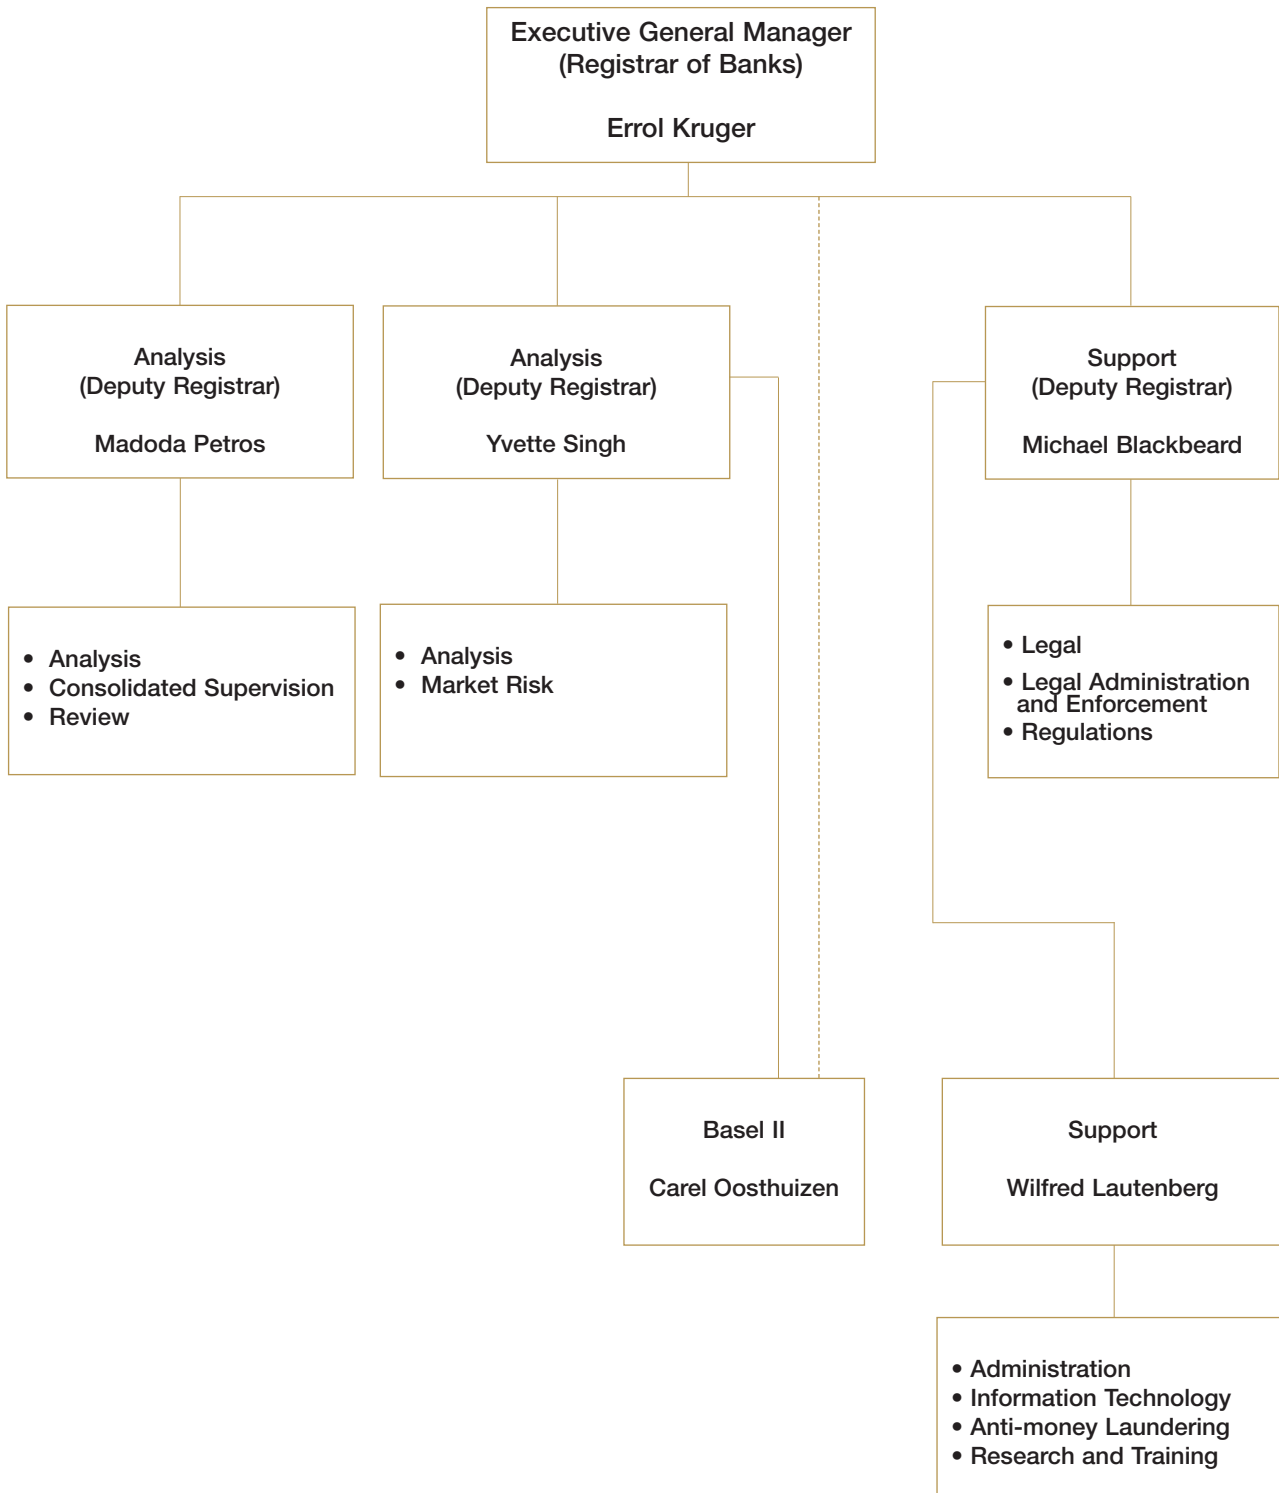 Executive General Manager
(Registrar of Banks)
Errol Kruger
Analysis
(Deputy Registrar)
Madoda Petros
Analysis
(Deputy Registrar)
Yvette Singh
Support
(Deputy Registrar)
Michael Blackbeard
• Analysis
• Consolidated Supervision
• Review
• Analysis
• Market Risk
• Legal
• Legal Administration
and Enforcement
• Regulations
Basel II
Carel Oosthuizen
Support
Wilfred Lautenberg
• Administration
• Information Technology
• Anti-money Laundering
• Research and Training